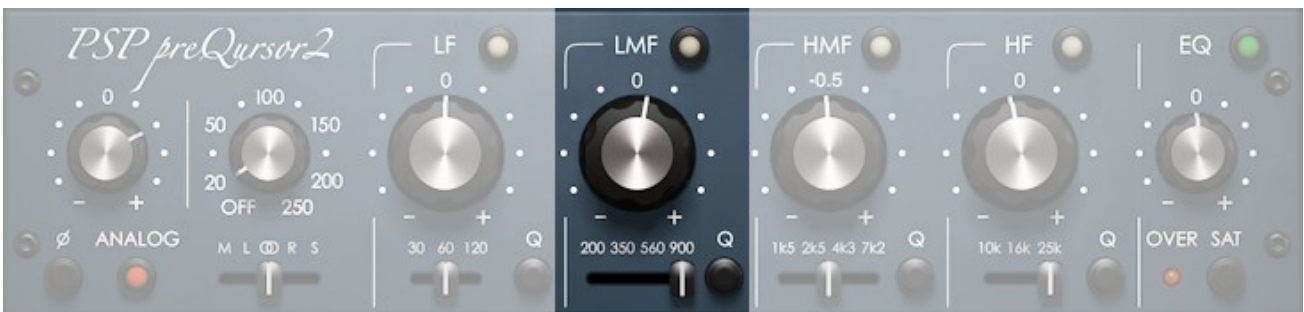 PSP preQursor2
LF
LMF
HMF
HF
EQ
0
100
0
0
-0.5
0
0
50
150
20
200
OFF
250
- +
- +
- +
- +
- +
- +
Ø
ANALOG
M L R S
30 60 120
Q
200 350 560 900
Q
1k5 2k5 4k3 7k2
Q
10k 16k 25k
Q
OVER SAT